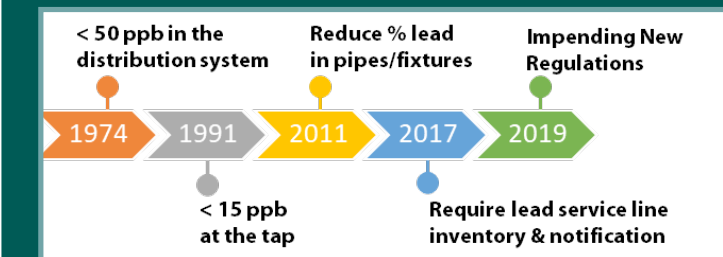 < 50 ppb in the
distribution system
Reduce % lead
in pipes/fixtures
Impending New
Regulations
1974
1991
2011
2017
2019
< 15 ppb
at the tap
Require lead service line
inventory & notification